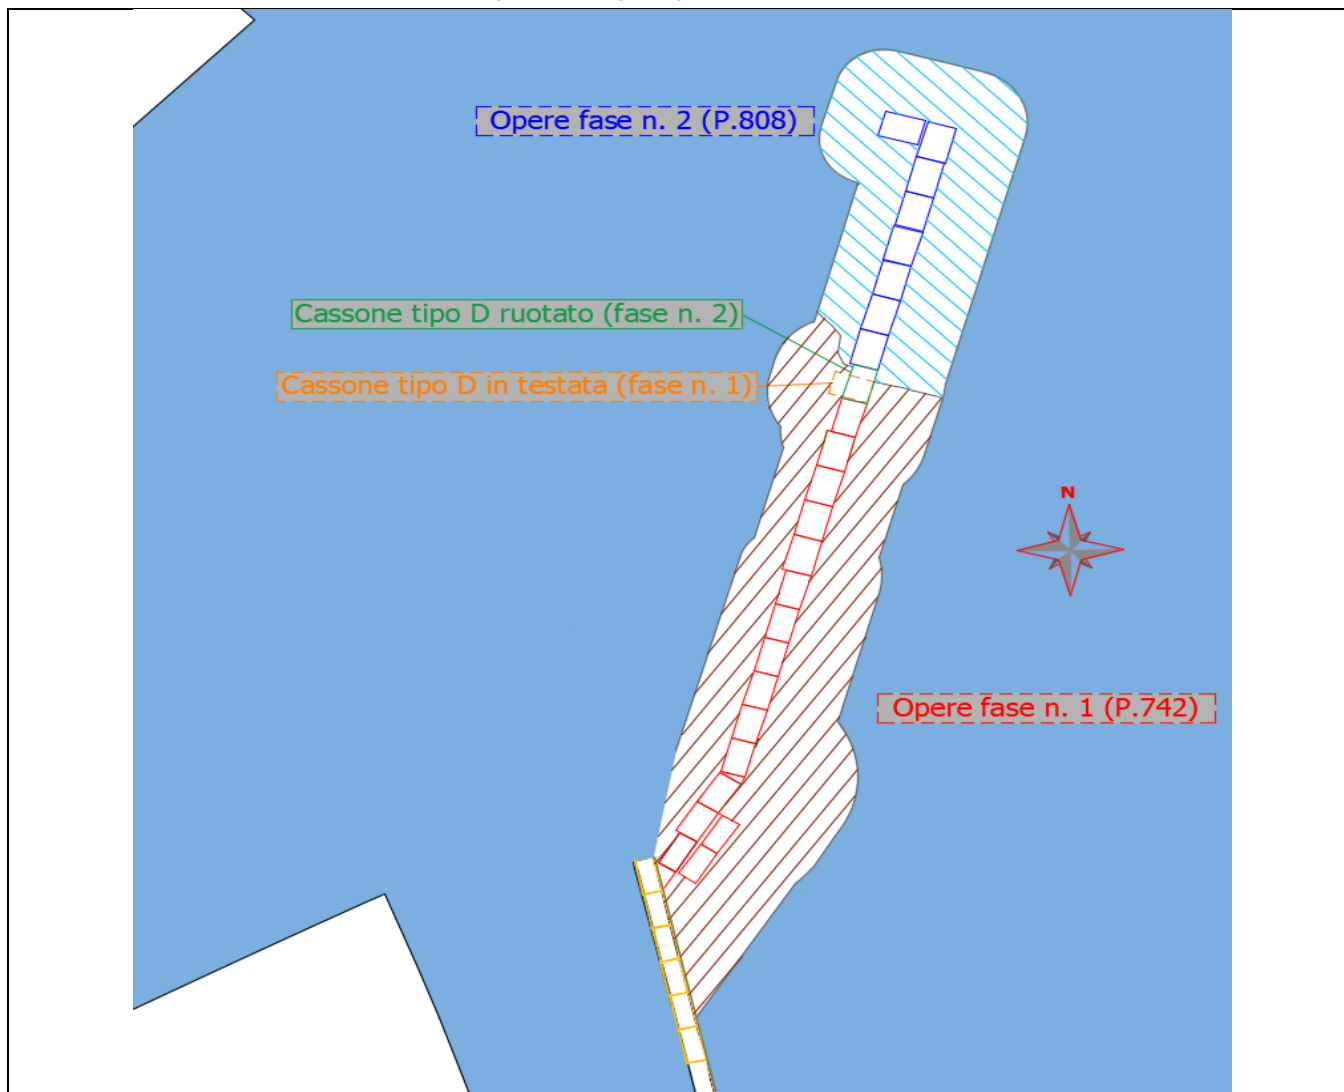 Opere fase n. 2 (P.808)
Cassone tipo D ruotato (fase n. 2)
Cassone tipo D in testata (fase n. 1)
N
Opere fase n. 1 (P.742)